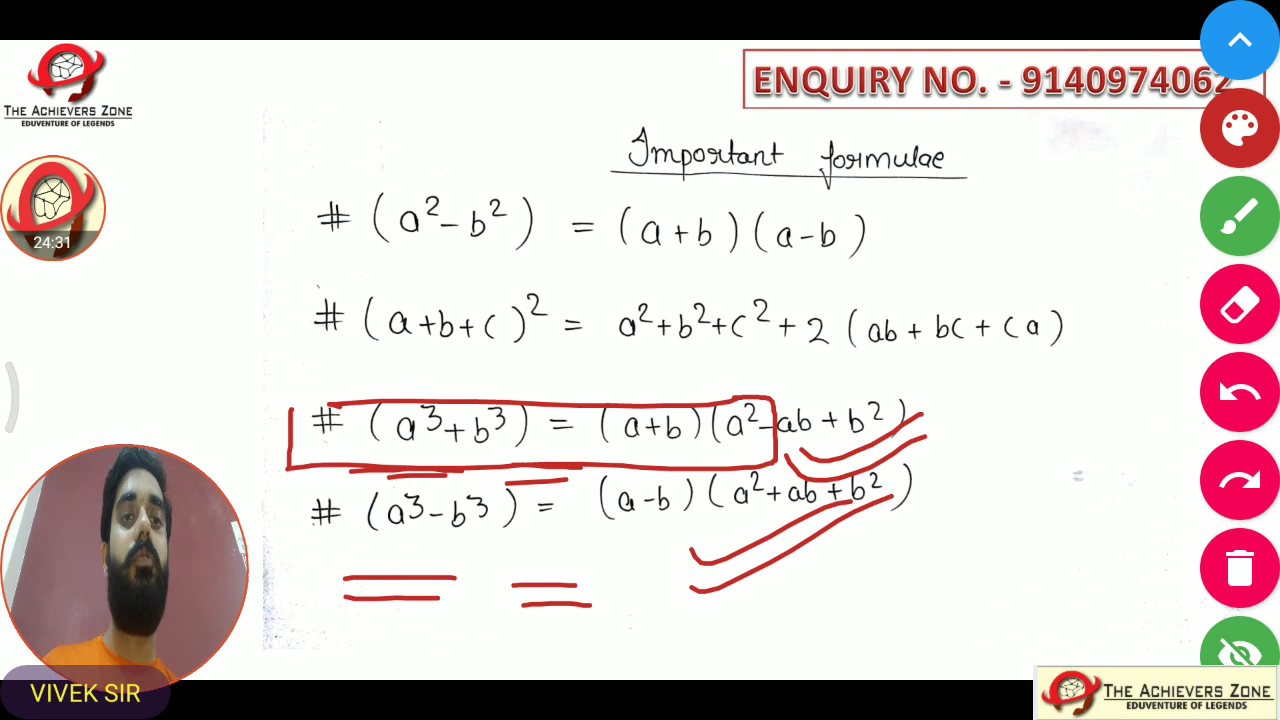 THE ACHIEVERS ZONE
EDUVENTURE OF LEGENDS
ENQUIRY NO. - 9140974062
24:31
Important formulae
# (a²-b²) = (a+b)(a-b)
# (a+b+c)² = a²+b²+c²+2(ab+bc+ca)
# (a³+b³) = (a+b)(a²-ab+b²)
# (a³-b³) = (a-b)(a²+ab+b²)
VIVEK SIR
THE ACHIEVERS ZONE
EDUVENTURE OF LEGENDS